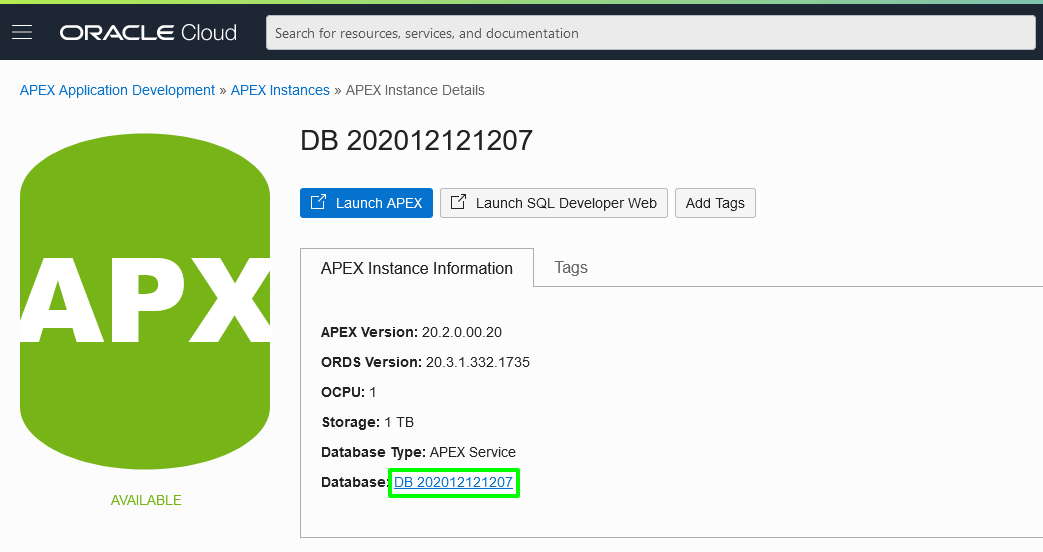 ORACLE Cloud
Search for resources, services, and documentation
APEX Application Development » APEX Instances » APEX Instance Details
APX
AVAILABLE
DB 202012121207
Launch APEX
Launch SQL Developer Web
Add Tags
APEX Instance Information
Tags
APEX Version: 20.2.0.00.20
ORDS Version: 20.3.1.332.1735
OCPU: 1
Storage: 1 TB
Database Type: APEX Service
Database: DB 202012121207